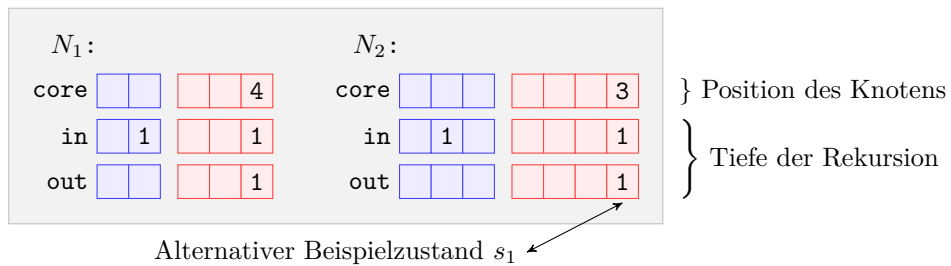 N₁: N₂:
core 4 core 3 } Position des Knotens
in 1 1 in 1 1
} Tiefe der Rekursion
out 1 out 1
Alternativer Beispielzustand s₁